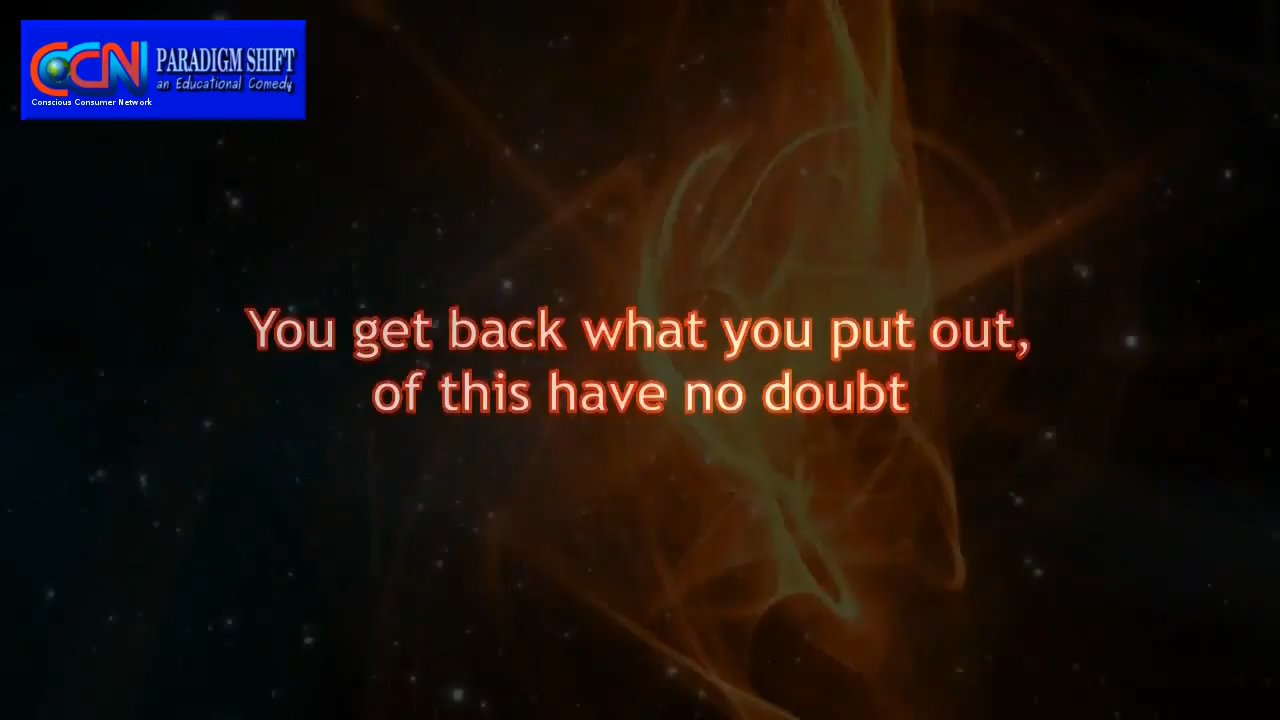 CCN PARADIGM SHIFT
an Educational Comedy
Conscious Consumer Network
You get back what you put out,
of this have no doubt